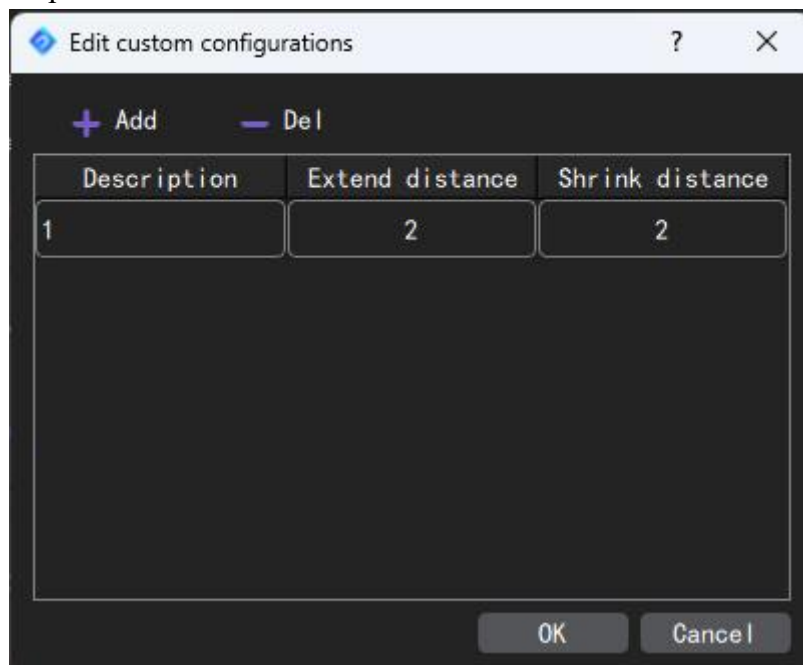 Edit custom configurations ?
Add Del
Description Extend distance Shrink distance
1 2 2
OK Cancel